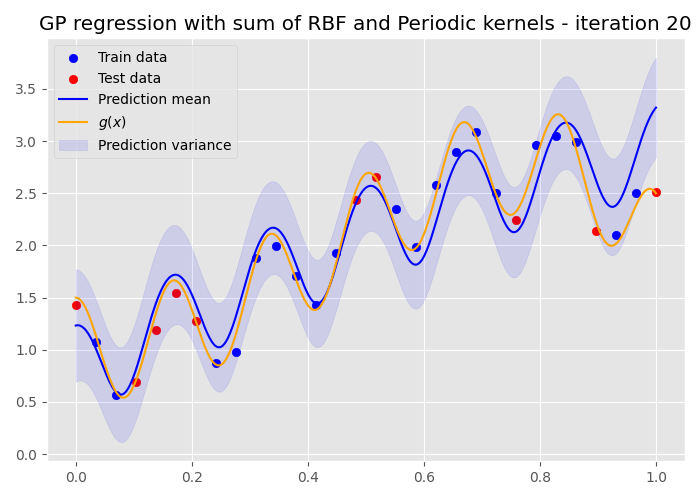 GP regression with sum of RBF and Periodic kernels - iteration 20
Train data
Test data
Prediction mean
g(x)
Prediction variance
3.5
3.0
2.5
2.0
1.5
1.0
0.5
0.0
0.0 0.2 0.4 0.6 0.8 1.0